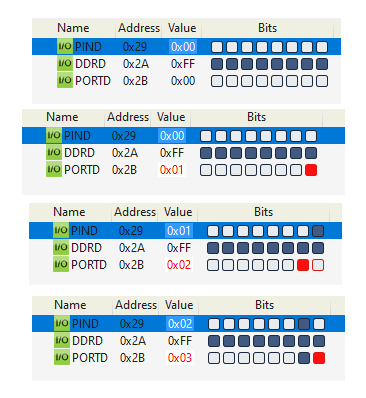 Name Address Value Bits
I/O PIND 0x29 0x00
I/O DDRD 0x2A 0xFF
I/O PORTD 0x2B 0x00
Name Address Value Bits
I/O PIND 0x29 0x00
I/O DDRD 0x2A 0xFF
I/O PORTD 0x2B 0x01
Name Address Value Bits
I/O PIND 0x29 0x01
I/O DDRD 0x2A 0xFF
I/O PORTD 0x2B 0x02
Name Address Value Bits
I/O PIND 0x29 0x02
I/O DDRD 0x2A 0xFF
I/O PORTD 0x2B 0x03